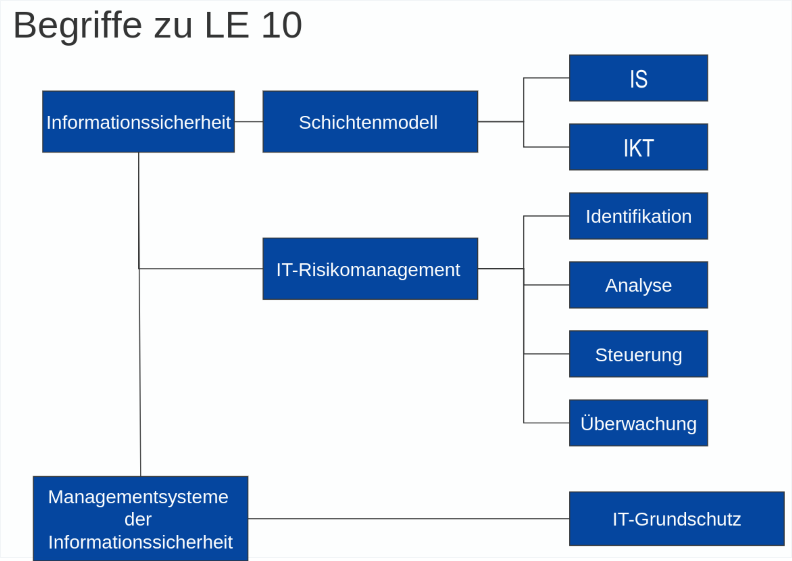 Begriffe zu LE 10
Informationssicherheit
Schichtenmodell
IS
IKT
IT-Risikomanagement
Identifikation
Analyse
Steuerung
Überwachung
Managementsysteme
der
Informationssicherheit
IT-Grundschutz